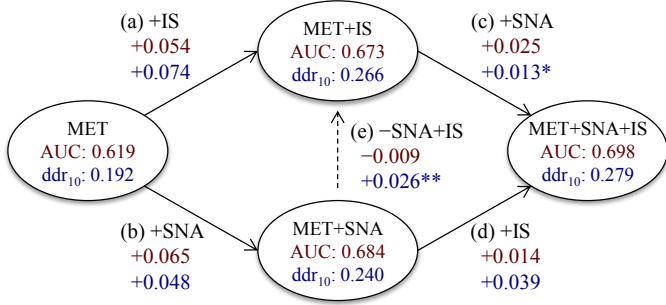 (a) +IS
+0.054
+0.074
MET+IS
AUC: 0.673
ddr₁₀: 0.266
(c) +SNA
+0.025
+0.013*
MET
AUC: 0.619
ddr₁₀: 0.192
(e) −SNA+IS
−0.009
+0.026**
MET+SNA+IS
AUC: 0.698
ddr₁₀: 0.279
(b) +SNA
+0.065
+0.048
MET+SNA
AUC: 0.684
ddr₁₀: 0.240
(d) +IS
+0.014
+0.039